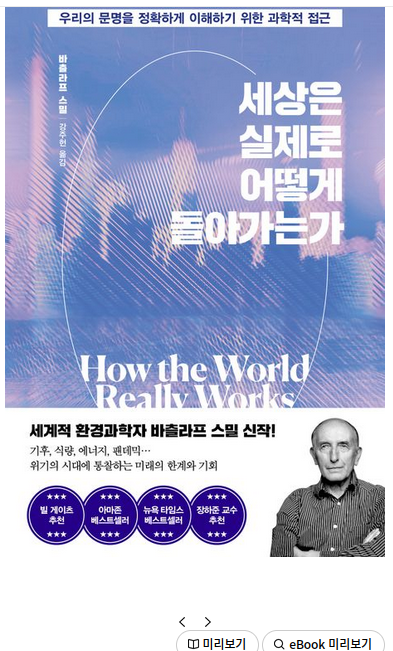 우리의 문명을 정확하게 이해하기 위한 과학적 접근
바츨라프 스밀
강주헌 옮김
세상은
실제로
어떻게
돌아가는가
How the World
Really Works
세계적 환경과학자 바츨라프 스밀 신작!
기후, 식량, 에너지, 팬데믹…
위기의 시대에 통찰하는 미래의 한계와 기회
빌 게이츠
추천
아마존
베스트셀러
뉴욕 타임스
베스트셀러
장하준 교수
추천
미리보기
eBook 미리보기